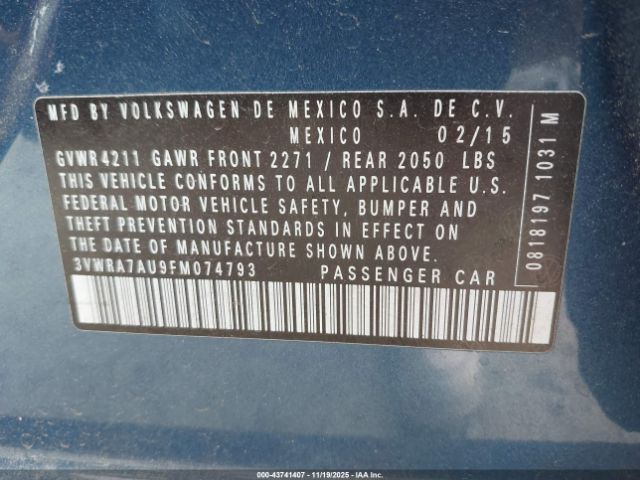 MFD BY VOLKSWAGEN DE MEXICO S.A. DE C.V.
MEXICO 02/15
GVWR4211 GAWR FRONT 2271 / REAR 2050 LBS
THIS VEHICLE CONFORMS TO ALL APPLICABLE U.S.
FEDERAL MOTOR VEHICLE SAFETY, BUMPER AND
THEFT PREVENTION STANDARDS IN EFFECT ON
THE DATE OF MANUFACTURE SHOWN ABOVE.
3VWRA7AU9FM074793 PASSENGER CAR
0818197 1031 M
000-43741407 - 11/19/2025 - IAAI.com